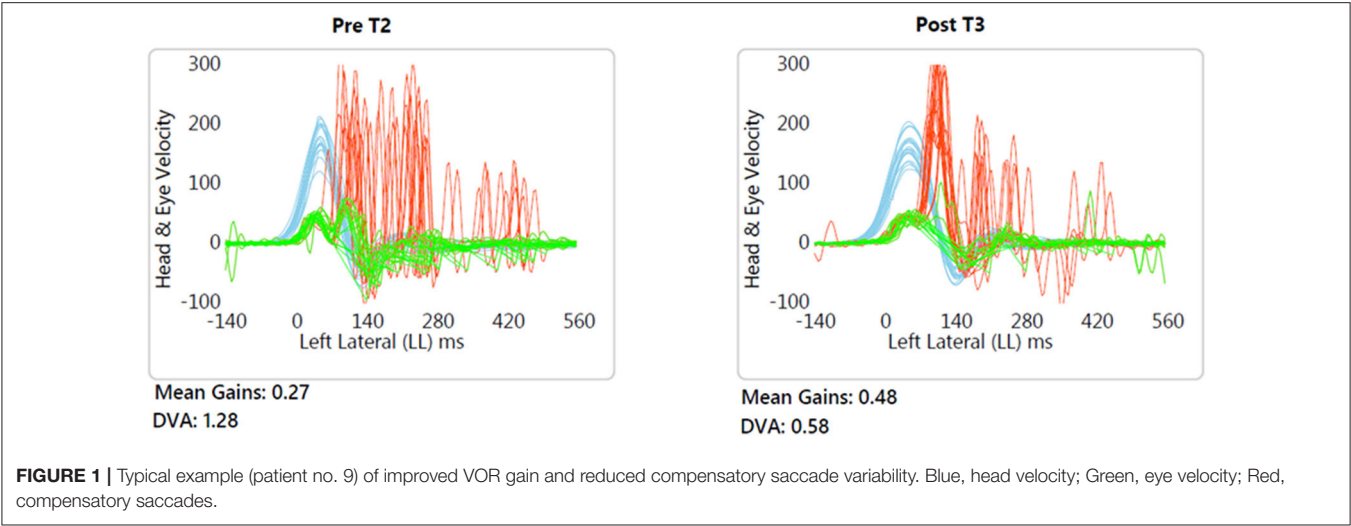 Pre T2
Post T3
300
200
100
0
-100
Head & Eye Velocity
-140 0 140 280 420 560
Left Lateral (LL) ms
Mean Gains: 0.27
DVA: 1.28
300
200
100
0
-100
Head & Eye Velocity
-140 0 140 280 420 560
Left Lateral (LL) ms
Mean Gains: 0.48
DVA: 0.58
FIGURE 1 | Typical example (patient no. 9) of improved VOR gain and reduced compensatory saccade variability. Blue, head velocity; Green, eye velocity; Red,
compensatory saccades.